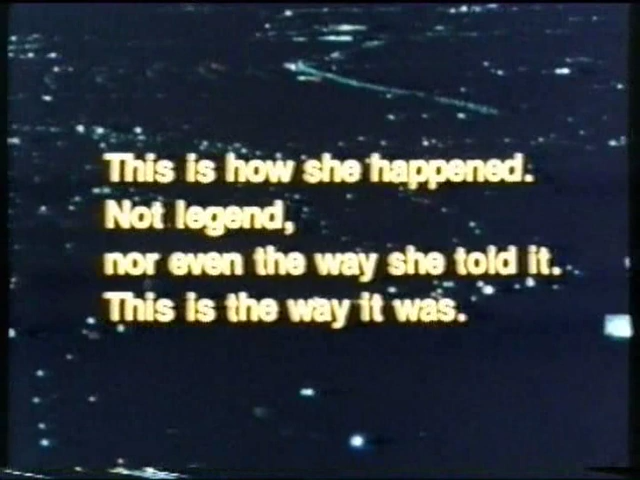 This is how she happened.
Not legend,
nor even the way she told it.
This is the way it was.